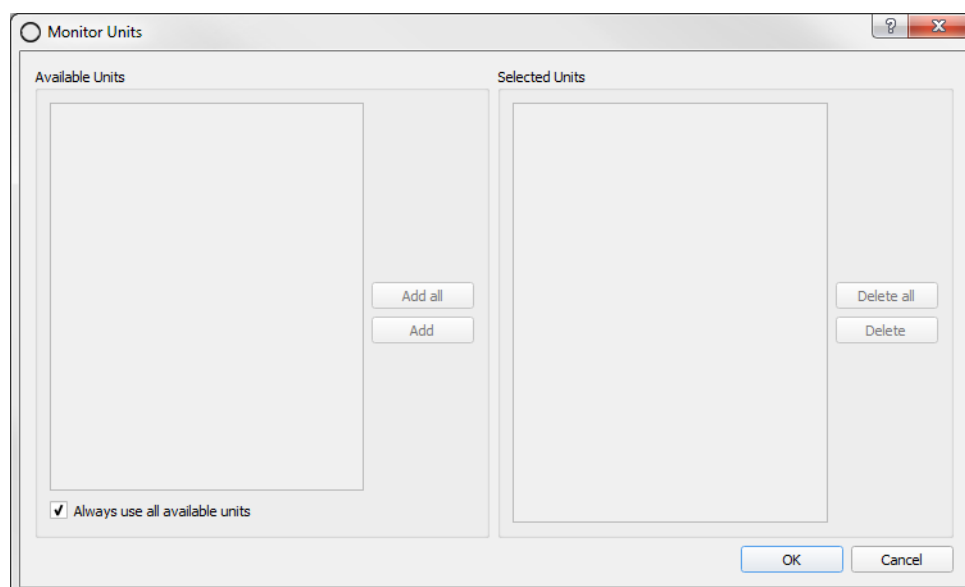 Monitor Units
Available Units
Selected Units
Add all
Add
Delete all
Delete
Always use all available units
OK
Cancel